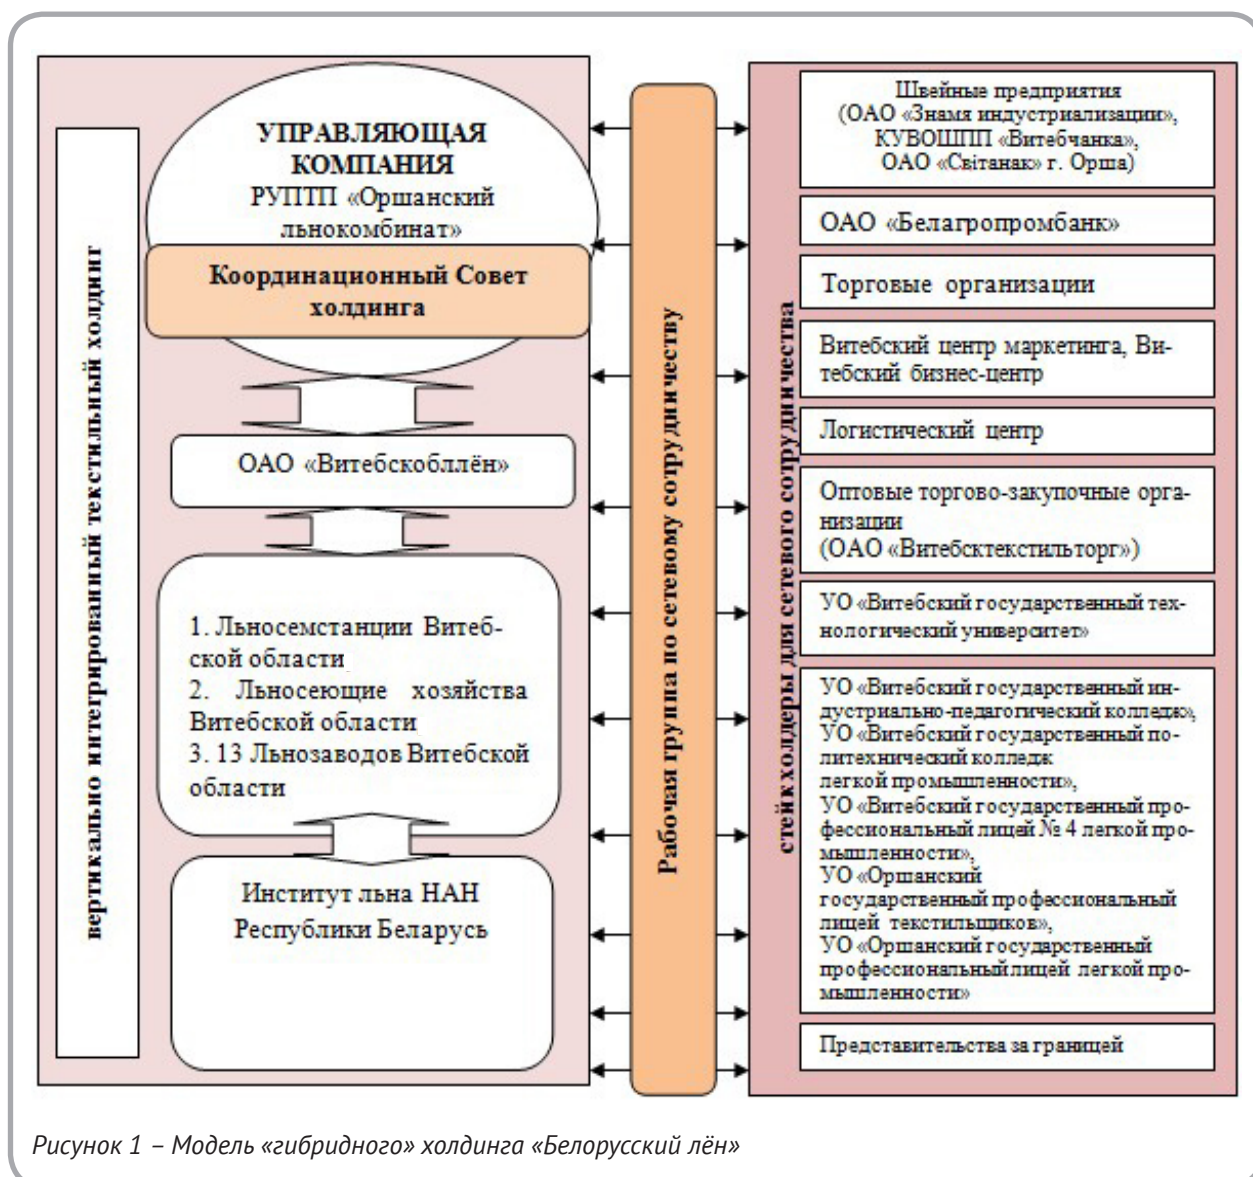 вертикально интегрированный текстильный холдинг
УПРАВЛЯЮЩАЯ
КОМПАНИЯ
РУПТП «Оршанский
льнокомбинат»
Координационный Совет
холдинга
ОАО «Витебскобллён»
1. Льносемстанции Витеб-
ской области
2. Льносеющие хозяйства
Витебской области
3. 13 Льнозаводов Витебской
области
Институт льна НАН
Республики Беларусь
Рабочая группа по сетевому сотрудничеству
стейкхолдеры для сетевого сотрудничества
Швейные предприятия
(ОАО «Знамя индустриализации»,
КУВОШПП «Витебчанка»,
ОАО «Світанак» г. Орша)
ОАО «Белагропромбанк»
Торговые организации
Витебский центр маркетинга, Ви-
тебский бизнес-центр
Логистический центр
Оптовые торгово-закупочные орга-
низации
(ОАО «Витебсктекстильторг»)
УО «Витебский государственный тех-
нологический университет»
УО «Витебский государственный ин-
дустриально-педагогический колледж»,
УО «Витебский государственный по-
литехнический колледж
легкой промышленности»,
УО «Витебский государственный про-
фессиональный лицей № 4 легкой про-
мышленности»,
УО «Оршанский
государственный профессиональный
лицей текстильщиков»,
УО «Оршанский государственный
профессиональный лицей легкой про-
мышленности»
Представительства за границей
Рисунок 1 – Модель «гибридного» холдинга «Белорусский лён»